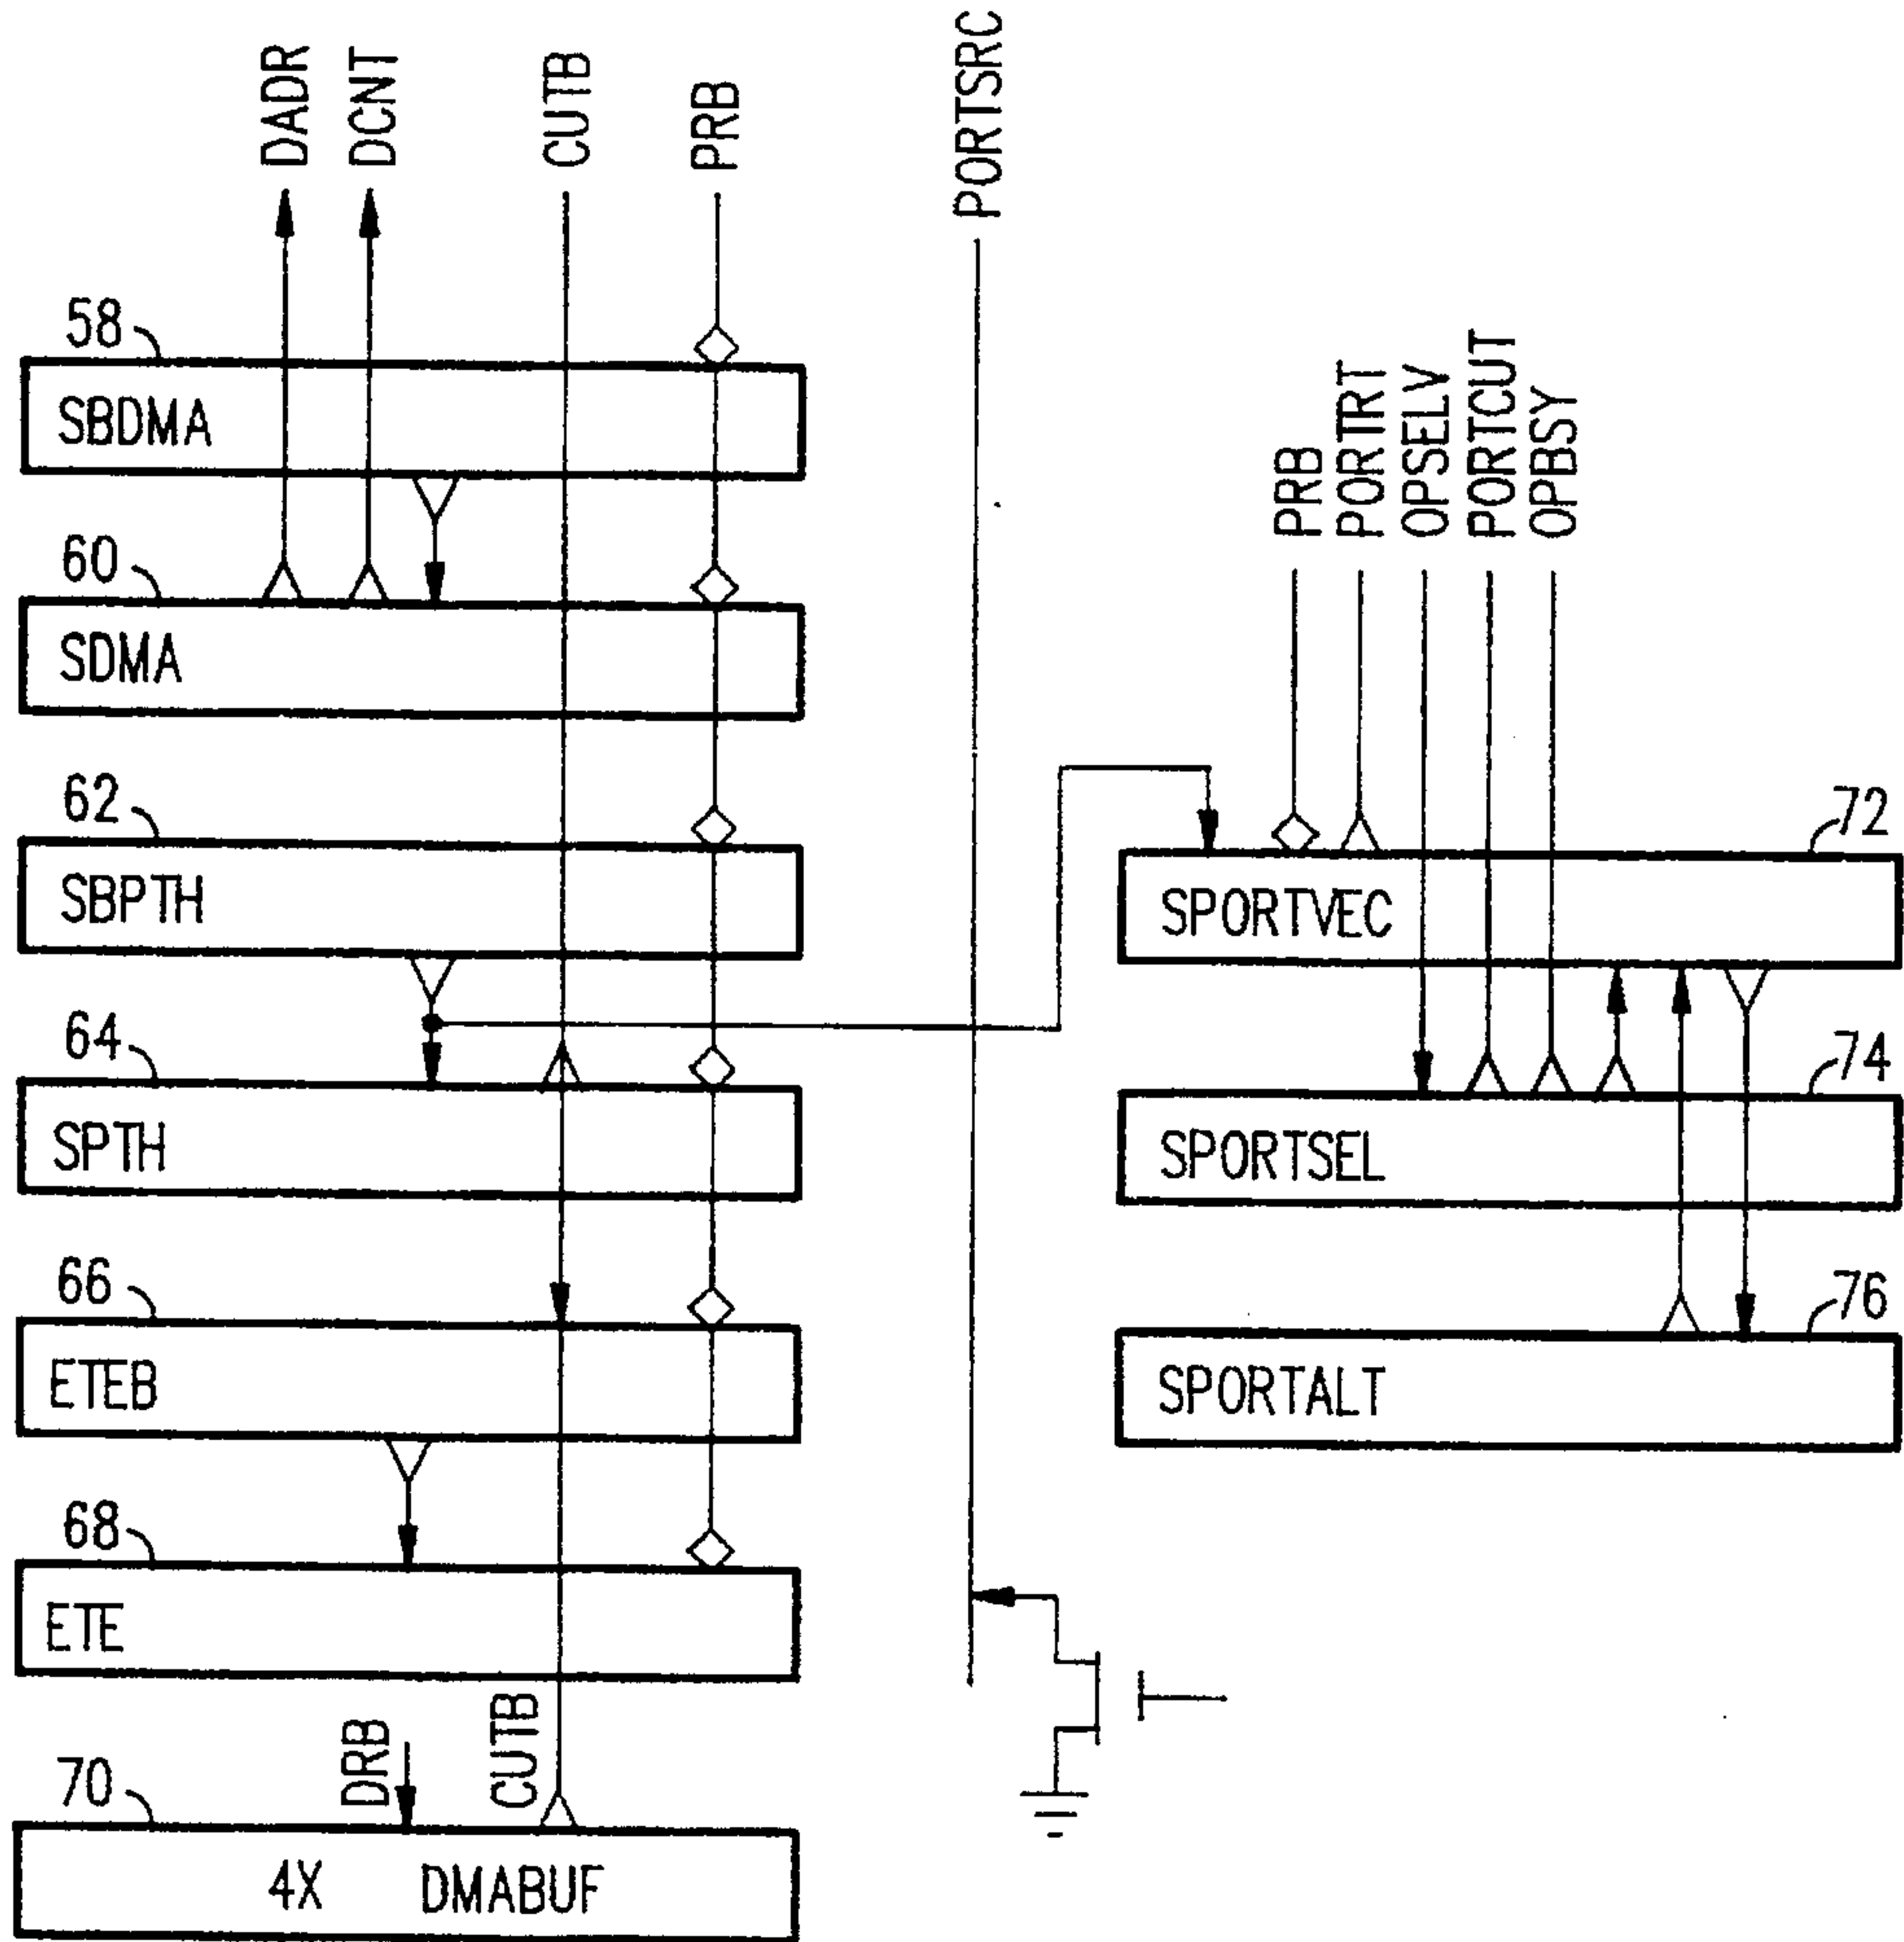 DADR
DCNT
CUTB
PRB
PORTSRC
58
SBDMA
60
SDMA
62
SBPTH
64
SPTH
66
ETEB
68
ETE
DRB
CUTB
70
4X DMABUF
PRB
PORTRT
OPSELV
PORTCUT
OPBSY
72
SPORTVEC
74
SPORTSEL
76
SPORTALT